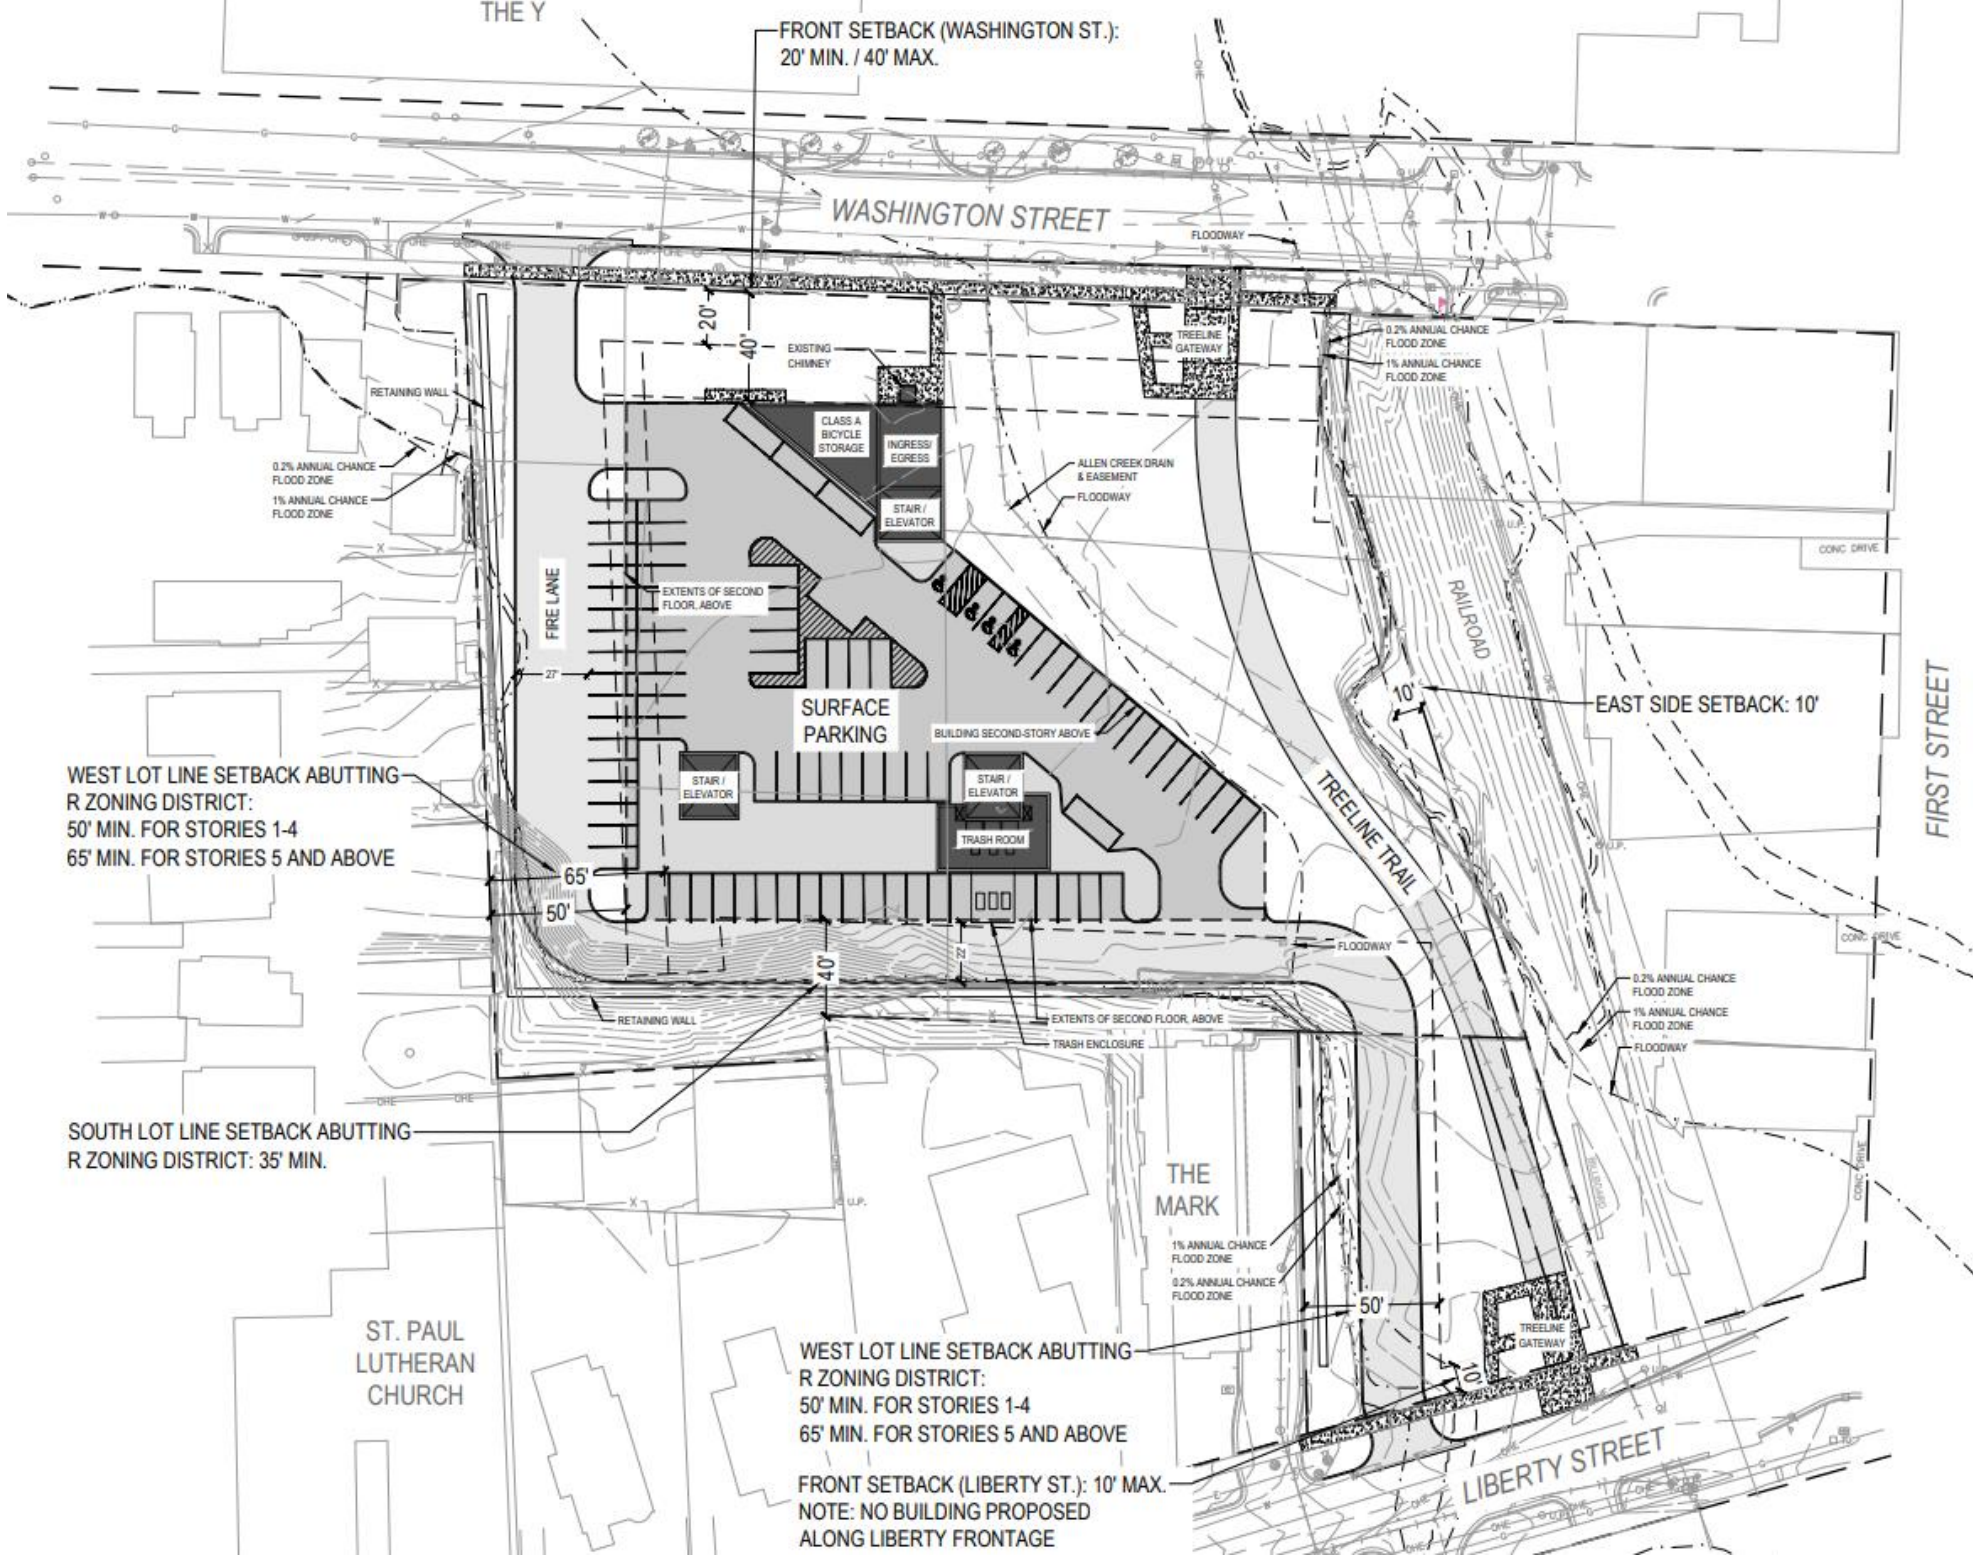 THE Y
FRONT SETBACK (WASHINGTON ST.):
20' MIN. / 40' MAX.
WASHINGTON STREET
FLOODWAY
20'
40'
EXISTING
CHIMNEY
TREELINE
GATEWAY
0.2% ANNUAL CHANCE
FLOOD ZONE
1% ANNUAL CHANCE
FLOOD ZONE
RETAINING WALL
CLASS A
BICYCLE
STORAGE
INGRESS/
EGRESS
0.2% ANNUAL CHANCE
FLOOD ZONE
1% ANNUAL CHANCE
FLOOD ZONE
ALLEN CREEK DRAIN
& EASEMENT
FLOODWAY
STAIR /
ELEVATOR
U.P.
CONC DRIVE
FIRE LANE
EXTENTS OF SECOND
FLOOR, ABOVE
RAILROAD
27'
10'
EAST SIDE SETBACK: 10'
FIRST STREET
SURFACE
PARKING
BUILDING SECOND-STORY ABOVE
WEST LOT LINE SETBACK ABUTTING
R ZONING DISTRICT:
50' MIN. FOR STORIES 1-4
65' MIN. FOR STORIES 5 AND ABOVE
STAIR /
ELEVATOR
STAIR /
ELEVATOR
TREELINE TRAIL
TRASH ROOM
U.P.
65'
50'
FLOODWAY
CONC DRIVE
40'
22'
0.2% ANNUAL CHANCE
FLOOD ZONE
1% ANNUAL CHANCE
FLOOD ZONE
FLOODWAY
RETAINING WALL
EXTENTS OF SECOND FLOOR, ABOVE
TRASH ENCLOSURE
OHE
OHE
SOUTH LOT LINE SETBACK ABUTTING
R ZONING DISTRICT: 35' MIN.
THE
MARK
BILLBOARD
CONC DRIVE
U.P.
1% ANNUAL CHANCE
FLOOD ZONE
0.2% ANNUAL CHANCE
FLOOD ZONE
50'
ST. PAUL
LUTHERAN
CHURCH
TREELINE
GATEWAY
WEST LOT LINE SETBACK ABUTTING
R ZONING DISTRICT:
50' MIN. FOR STORIES 1-4
65' MIN. FOR STORIES 5 AND ABOVE
10'
FRONT SETBACK (LIBERTY ST.): 10' MAX.
NOTE: NO BUILDING PROPOSED
ALONG LIBERTY FRONTAGE
LIBERTY STREET